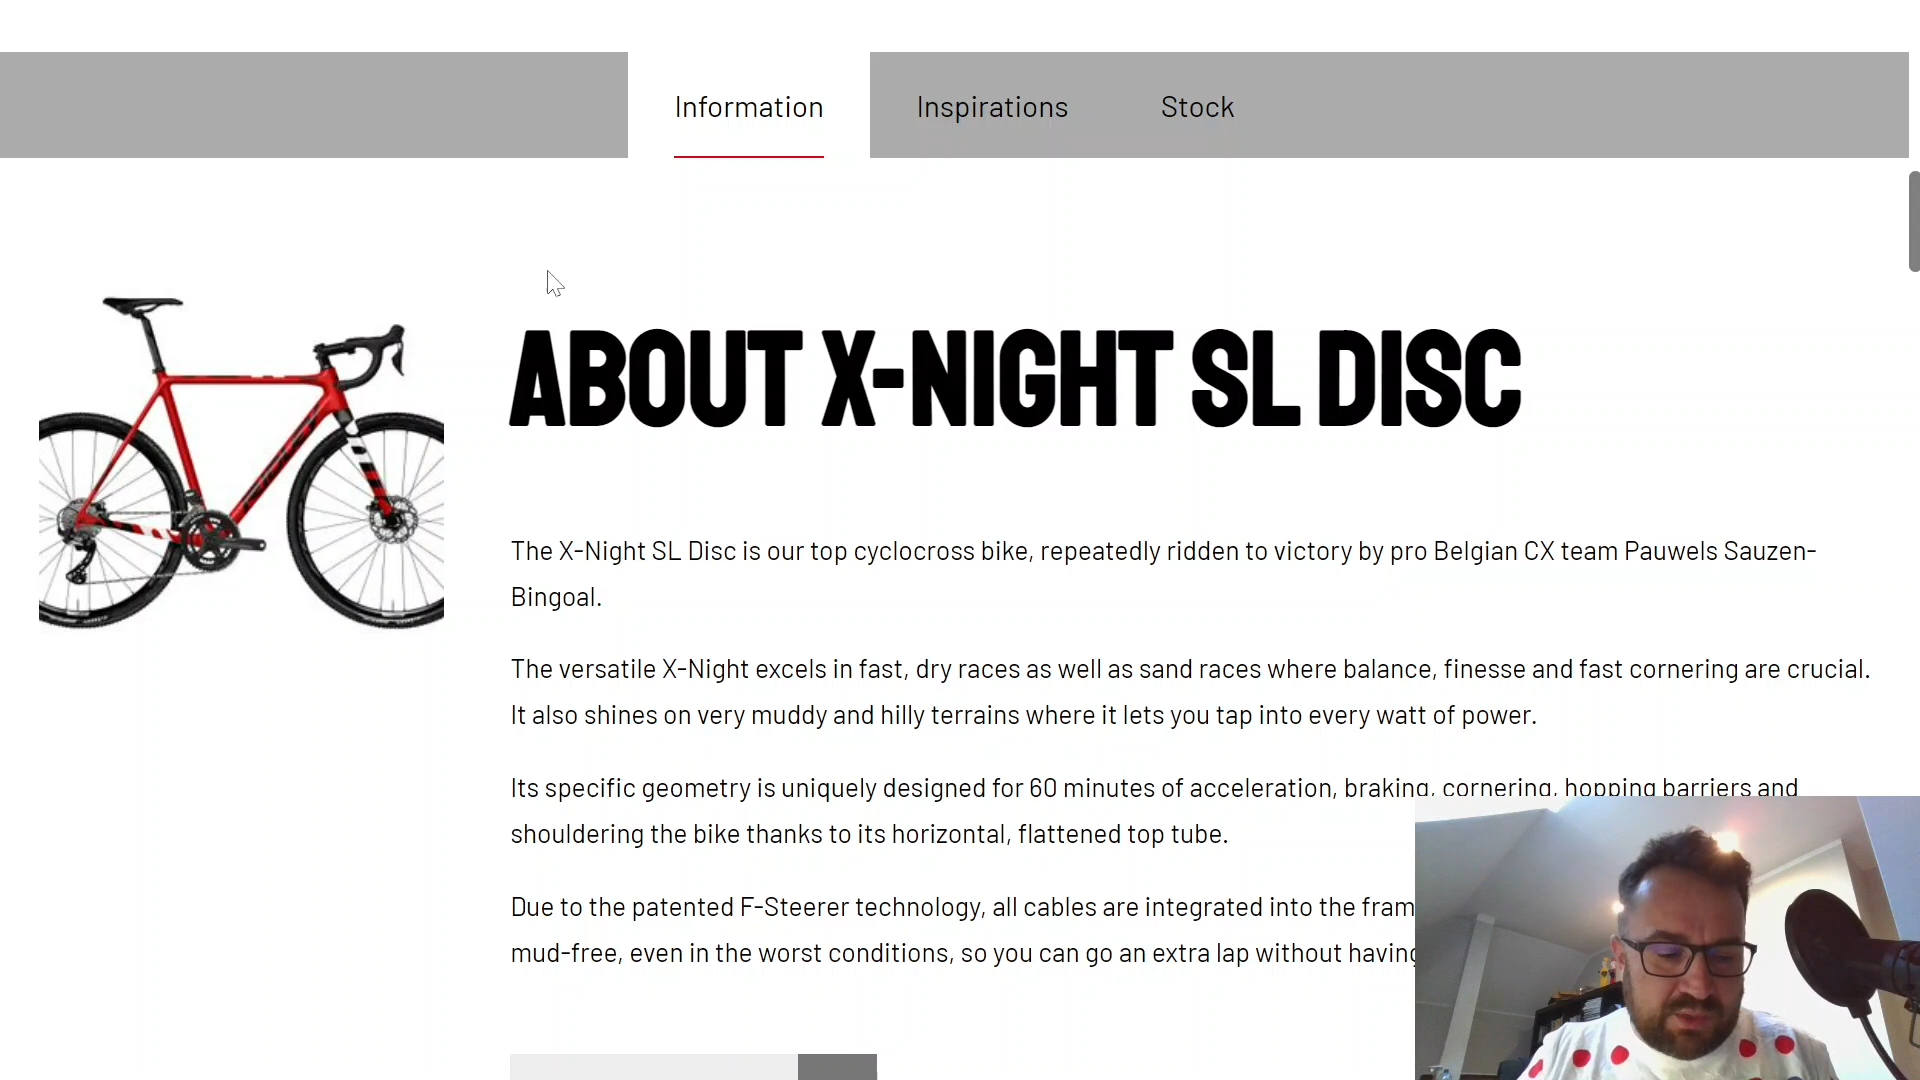 Information
Inspirations
Stock
ABOUT X-NIGHT SL DISC
The X-Night SL Disc is our top cyclocross bike, repeatedly ridden to victory by pro Belgian CX team Pauwels Sauzen-
Bingoal.
The versatile X-Night excels in fast, dry races as well as sand races where balance, finesse and fast cornering are crucial.
It also shines on very muddy and hilly terrains where it lets you tap into every watt of power.
Its specific geometry is uniquely designed for 60 minutes of acceleration, braking, cornering, hopping barriers and
shouldering the bike thanks to its horizontal, flattened top tube.
Due to the patented F-Steerer technology, all cables are integrated into the fram
mud-free, even in the worst conditions, so you can go an extra lap without having